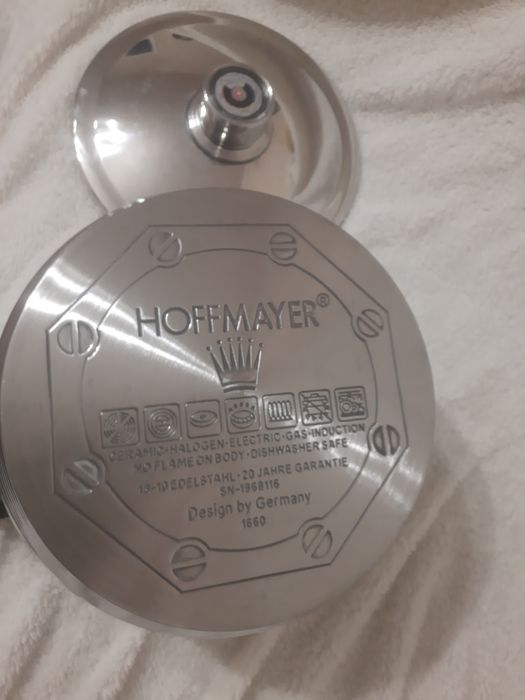 HOFFMAYER®
CERAMIC·HALOGEN·ELECTRIC·GAS·INDUCTION
NO FLAME ON BODY·DISHWASHER SAFE
18-10 EDELSTAHL·20 JAHRE GARANTIE
SN-1968116
Design by Germany
1660